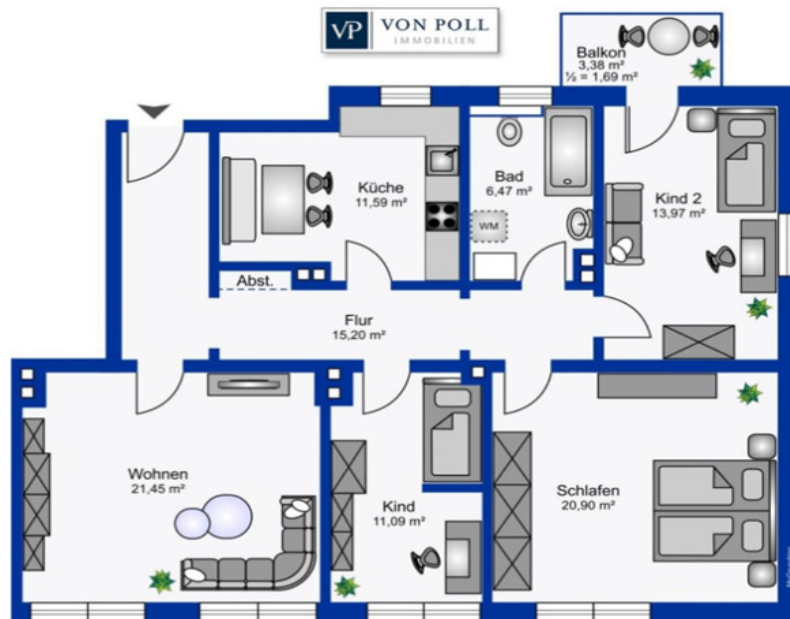 VP VON POLL
IMMOBILIEN
Balkon
3,38 m²
½ = 1,69 m²
Küche
11,59 m²
Bad
6,47 m²
WM
Kind 2
13,97 m²
Abst.
Flur
15,20 m²
Wohnen
21,45 m²
Kind
11,09 m²
Schlafen
20,90 m²